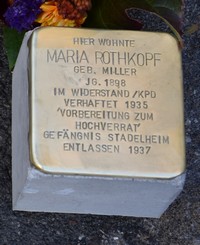 HIER WOHNTE
MARIA ROTHKOPF
GEB. MILLER
JG. 1898
IM WIDERSTAND / KPD
VERHAFTET 1935
'VORBEREITUNG ZUM
HOCHVERRAT'
GEFÄNGNIS STADELHEIM
ENTLASSEN 1937